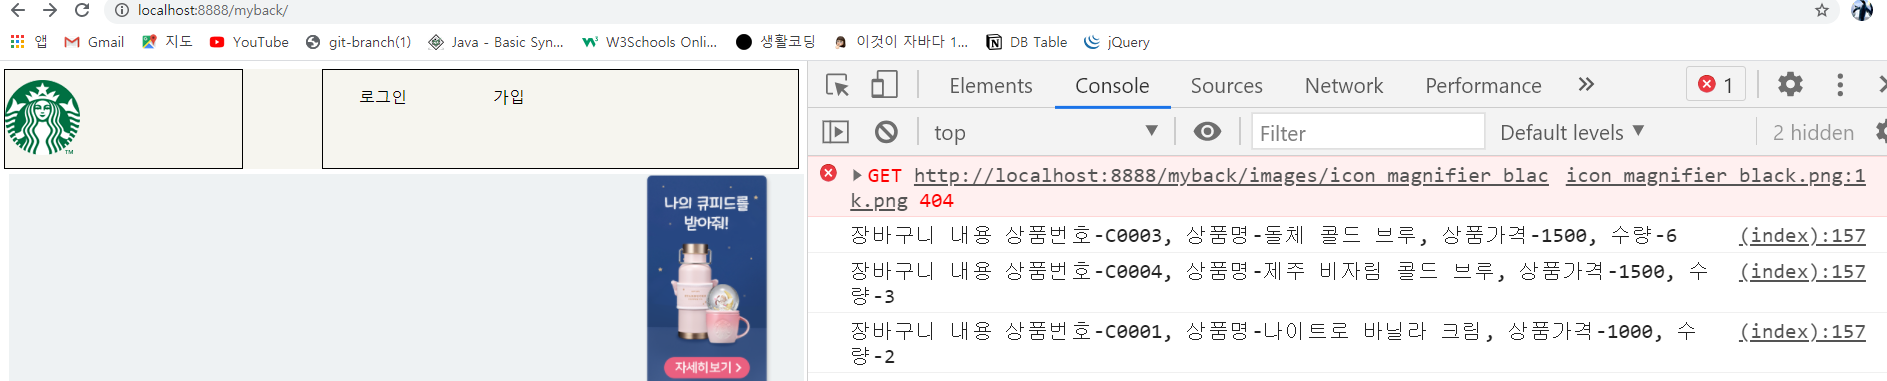 localhost:8888/myback/
앱 Gmail 지도 YouTube git-branch(1) Java - Basic Syn... W3Schools Onli... 생활코딩 이것이 자바다 1... DB Table jQuery
로그인 가입
TM
나의 큐피드를
받아줘!
자세히보기 >
Elements Console Sources Network Performance » 1
top Filter Default levels 2 hidden
GET http://localhost:8888/myback/images/icon_magnifier_blac icon_magnifier_black.png:1
k.png 404
장바구니 내용 상품번호-C0003, 상품명-돌체 콜드 브루, 상품가격-1500, 수량-6 (index):157
장바구니 내용 상품번호-C0004, 상품명-제주 비자림 콜드 브루, 상품가격-1500, 수 (index):157
량-3
장바구니 내용 상품번호-C0001, 상품명-나이트로 바닐라 크림, 상품가격-1000, 수 (index):157
량-2